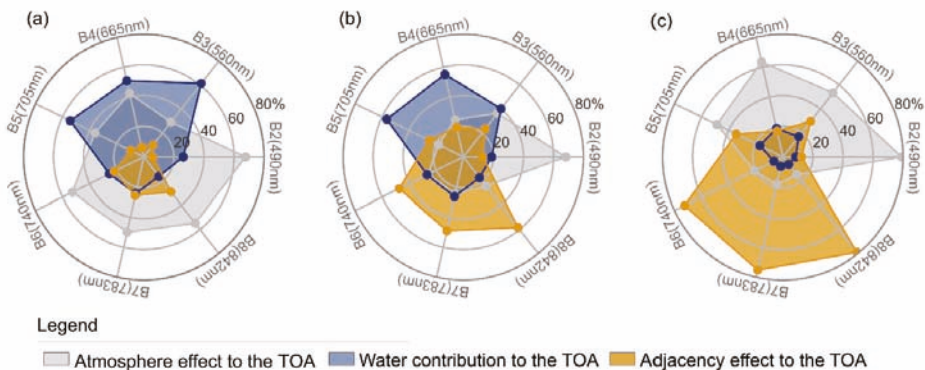 (a)
B4(665nm)
B3(560nm)
B5(705nm)
80%
60
40
20
B2(490nm)
B6(740nm)
B7(783nm)
B8(842nm)
(b)
B4(665nm)
B3(560nm)
B5(705nm)
80%
60
40
20
B2(490nm)
B6(740nm)
B7(783nm)
B8(842nm)
(c)
B4(665nm)
B3(560nm)
B5(705nm)
80%
60
40
20
B2(490nm)
B6(740nm)
B7(783nm)
B8(842nm)
Legend
Atmosphere effect to the TOA Water contribution to the TOA Adjacency effect to the TOA